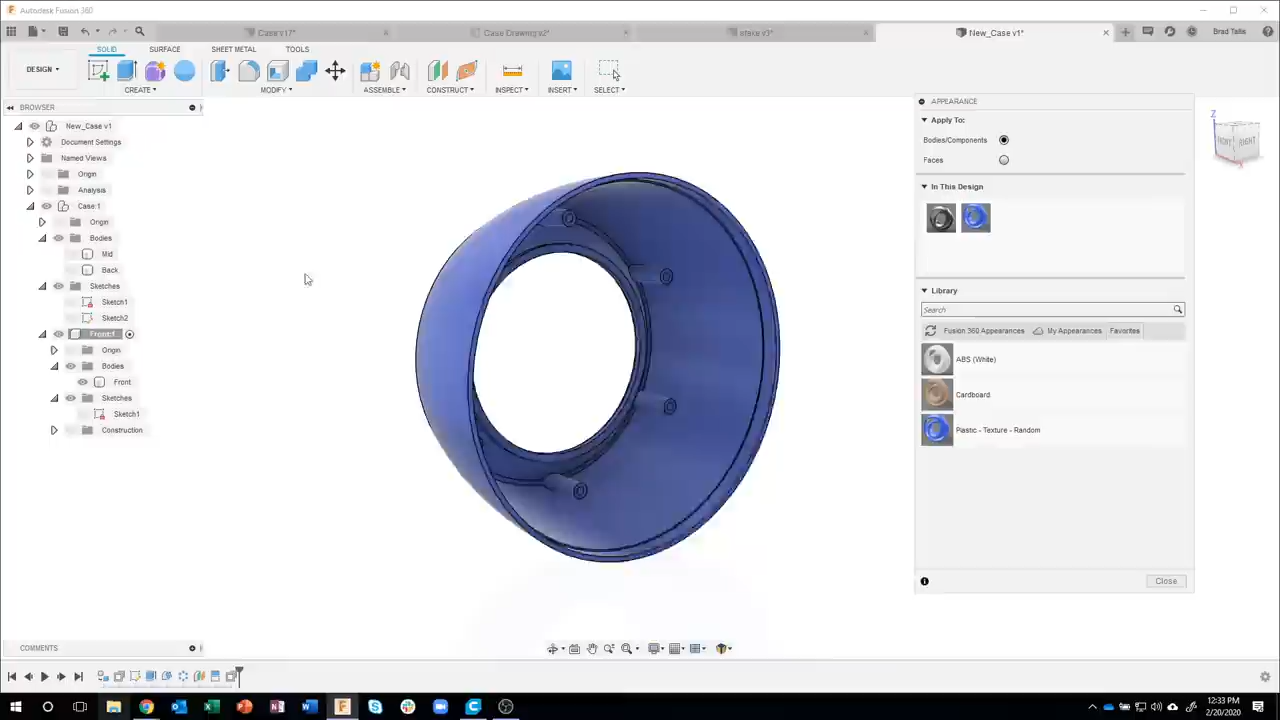 Autodesk Fusion 360
Case v17*
Case Drawing v2*
stake v3*
New_Case v1*
Brad Tallis
DESIGN
SOLID SURFACE SHEET METAL TOOLS
CREATE MODIFY ASSEMBLE CONSTRUCT INSPECT INSERT SELECT
BROWSER
New_Case v1
Document Settings
Named Views
Origin
Analysis
Case:1
Origin
Bodies
Mid
Back
Sketches
Sketch1
Sketch2
Front:1
Origin
Bodies
Front
Sketches
Sketch1
Construction
APPEARANCE
Apply To:
Bodies/Components
Faces
In This Design
Library
Search
Fusion 360 Appearances My Appearances Favorites
ABS (White)
Cardboard
Plastic - Texture - Random
Close
Z
FRONT RIGHT
X
COMMENTS
12:33 PM
2/20/2020